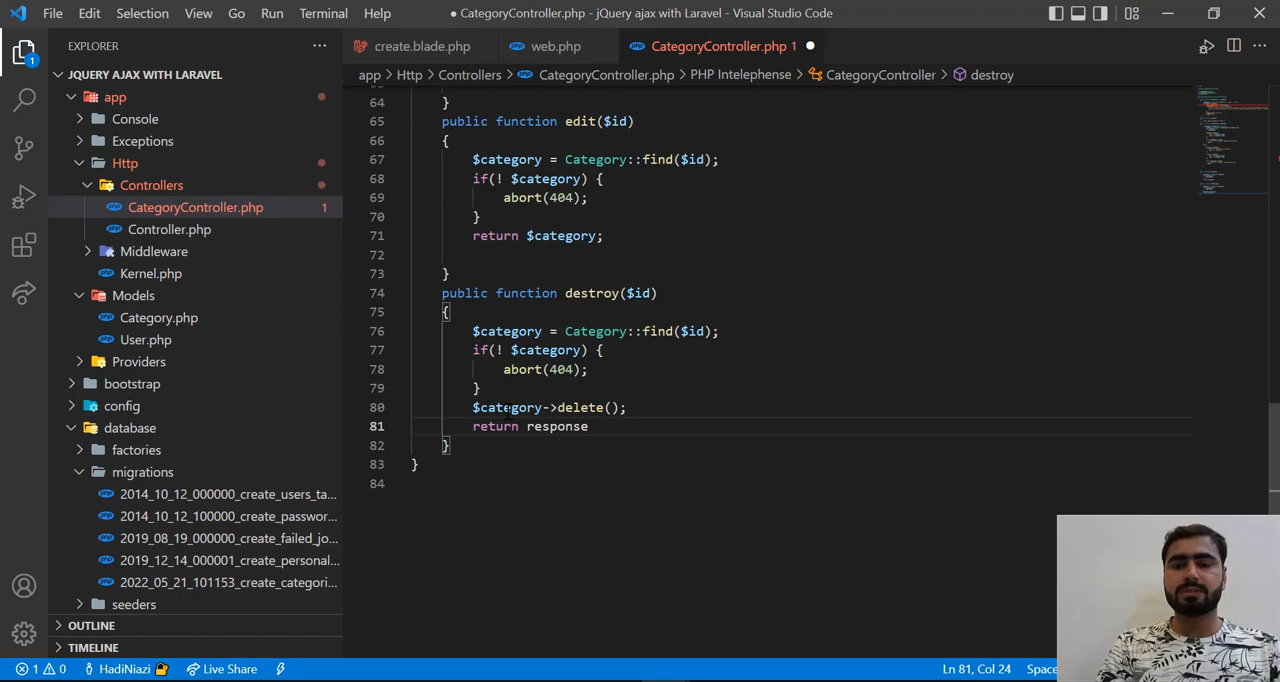 File Edit Selection View Go Run Terminal Help
● CategoryController.php - jQuery ajax with Laravel - Visual Studio Code
EXPLORER
1
JQUERY AJAX WITH LARAVEL
app
Console
Exceptions
Http
Controllers
CategoryController.php 1
Controller.php
Middleware
Kernel.php
Models
Category.php
User.php
Providers
bootstrap
config
database
factories
migrations
2014_10_12_000000_create_users_ta...
2014_10_12_100000_create_passwor...
2019_08_19_000000_create_failed_jo...
2019_12_14_000001_create_personal...
2022_05_21_101153_create_categori...
seeders
OUTLINE
TIMELINE
create.blade.php web.php CategoryController.php 1 ●
app > Http > Controllers > CategoryController.php > PHP Intelephense > CategoryController > destroy
64 }
65 public function edit($id)
66 {
67 $category = Category::find($id);
68 if(! $category) {
69 abort(404);
70 }
71 return $category;
72
73 }
74 public function destroy($id)
75 {
76 $category = Category::find($id);
77 if(! $category) {
78 abort(404);
79 }
80 $category->delete();
81 return response
82 }
83 }
84
1 0 HadiNiazi Live Share Ln 81, Col 24